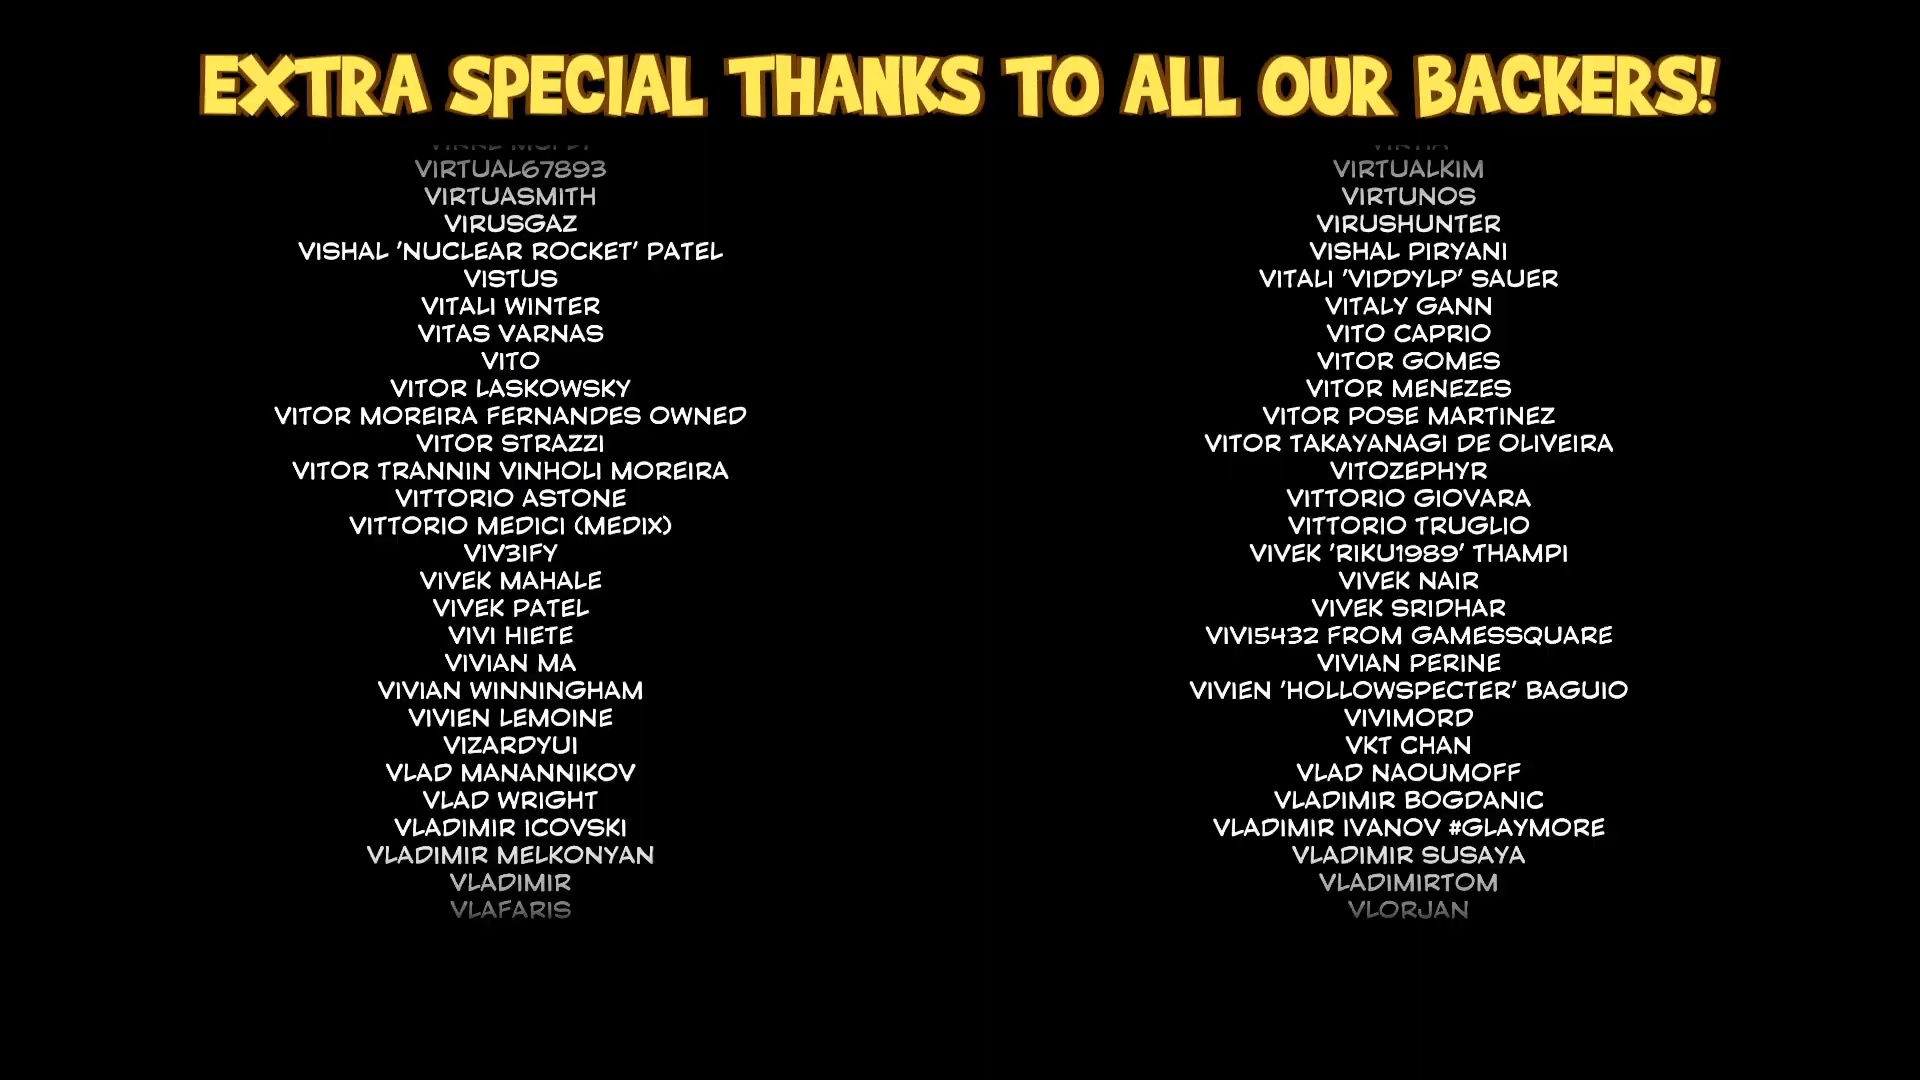 EXTRA SPECIAL THANKS TO ALL OUR BACKERS!
VIRTUAL67893
VIRTUALKIM
VIRTUASMITH
VIRTUNOS
VIRUSGAZ
VIRUSHUNTER
VISHAL 'NUCLEAR ROCKET' PATEL
VISHAL PIRYANI
VISTUS
VITALI 'VIDDYLP' SAUER
VITALI WINTER
VITALY GANN
VITAS VARNAS
VITO CAPRIO
VITO
VITOR GOMES
VITOR LASKOWSKY
VITOR MENEZES
VITOR MOREIRA FERNANDES OWNED
VITOR POSE MARTINEZ
VITOR STRAZZI
VITOR TAKAYANAGI DE OLIVEIRA
VITOR TRANNIN VINHOLI MOREIRA
VITOZEPHYR
VITTORIO ASTONE
VITTORIO GIOVARA
VITTORIO MEDICI (MEDIX)
VITTORIO TRUGLIO
VIV3IFY
VIVEK 'RIKU1989' THAMPI
VIVEK MAHALE
VIVEK NAIR
VIVEK PATEL
VIVEK SRIDHAR
VIVI HIETE
VIVI5432 FROM GAMESSQUARE
VIVIAN MA
VIVIAN PERINE
VIVIAN WINNINGHAM
VIVIEN 'HOLLOWSPECTER' BAGUIO
VIVIEN LEMOINE
VIVIMORD
VIZARDYUI
VKT CHAN
VLAD MANANNIKOV
VLAD NAOUMOFF
VLAD WRIGHT
VLADIMIR BOGDANIC
VLADIMIR ICOVSKI
VLADIMIR IVANOV #GLAYMORE
VLADIMIR MELKONYAN
VLADIMIR SUSAYA
VLADIMIR
VLADIMIRTOM
VLAFARIS
VLORJAN